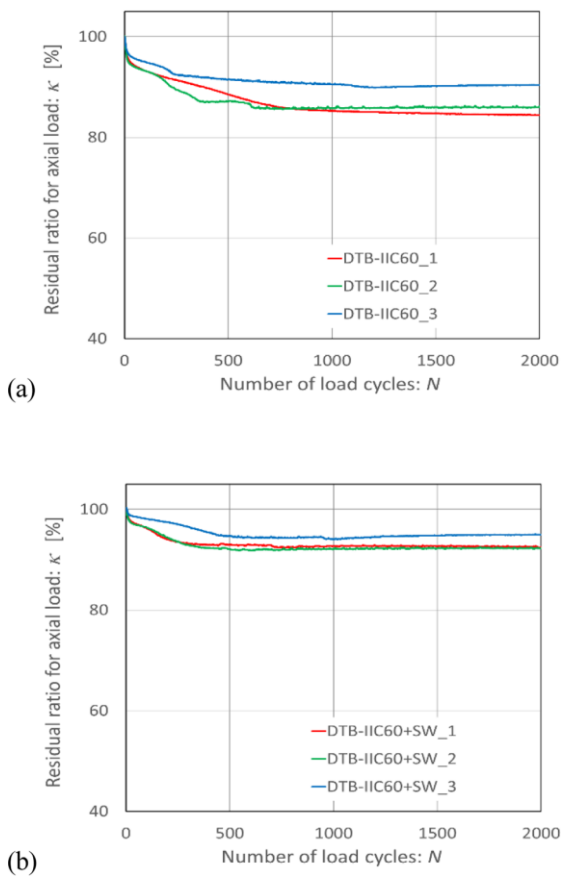 100
80
60
40
0
500
1000
1500
2000
Residual ratio for axial load: κ [%]
DTB-IIC60_1
DTB-IIC60_2
DTB-IIC60_3
Number of load cycles: N
(a)
100
80
60
40
0
500
1000
1500
2000
Residual ratio for axial load: κ [%]
DTB-IIC60+SW_1
DTB-IIC60+SW_2
DTB-IIC60+SW_3
Number of load cycles: N
(b)